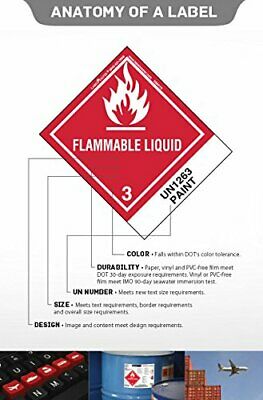 ANATOMY OF A LABEL
FLAMMABLE LIQUID
3
UN1263
PAINT
COLOR • Falls within DOT's color tolerance.
DURABILITY • Paper, vinyl and PVC-free film meet
DOT 30-day exposure requirements. Vinyl or PVC-
free film meet IMO 90-day seawater immersion test.
UN NUMBER • Meets new text size requirements.
SIZE • Meets text requirements, border requirements
and overall size requirements.
DESIGN • Image and content meet design requirements.